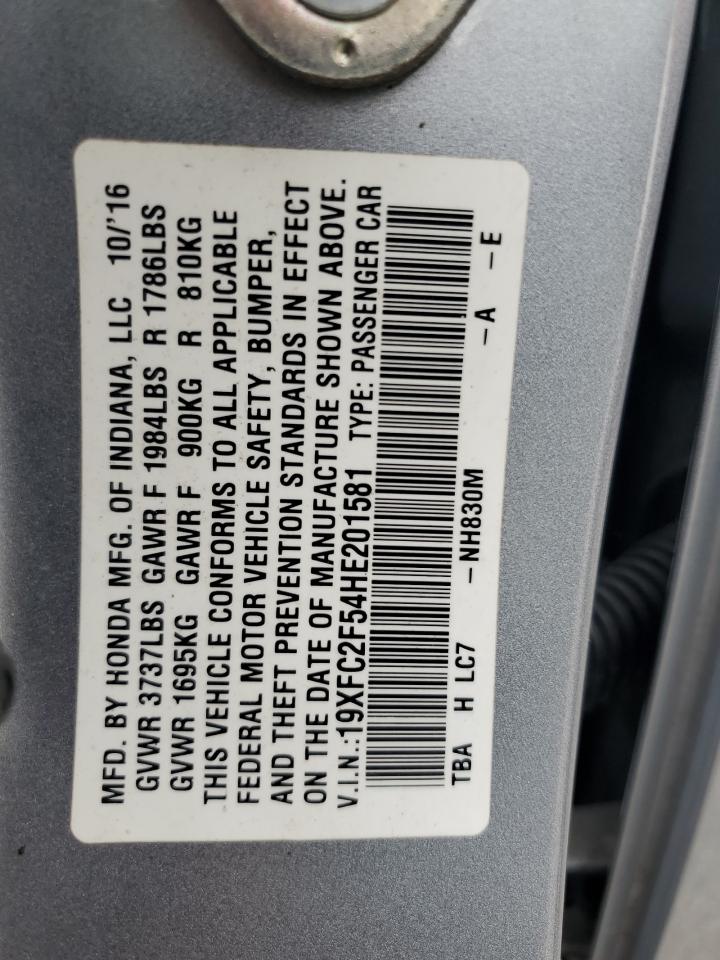 MFD. BY HONDA MFG. OF INDIANA, LLC 10/'16
GVWR 3737LBS GAWR F 1984LBS R 1786LBS
GVWR 1695KG GAWR F 900KG R 810KG
THIS VEHICLE CONFORMS TO ALL APPLICABLE
FEDERAL MOTOR VEHICLE SAFETY, BUMPER,
AND THEFT PREVENTION STANDARDS IN EFFECT
ON THE DATE OF MANUFACTURE SHOWN ABOVE.
V.I.N.:19XFC2F54HE201581 TYPE: PASSENGER CAR
TBA H LC7 -NH830M -A -E